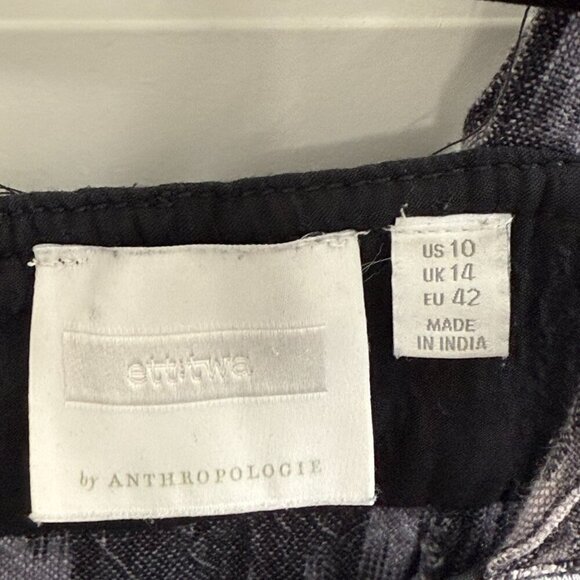 ett:twa
by ANTHROPOLOGIE
US 10
UK 14
EU 42
MADE
IN INDIA